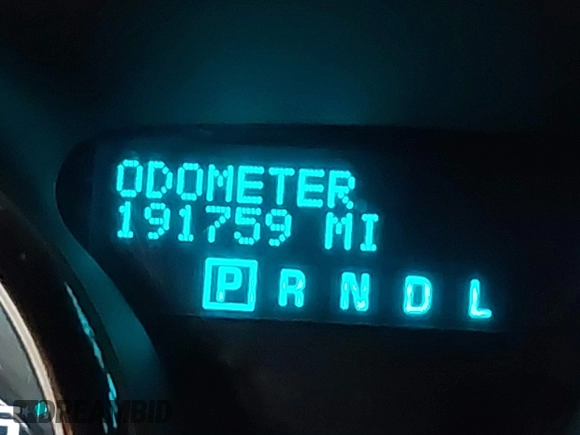 ODOMETER
191759 MI
P R N D L
DREAMBID